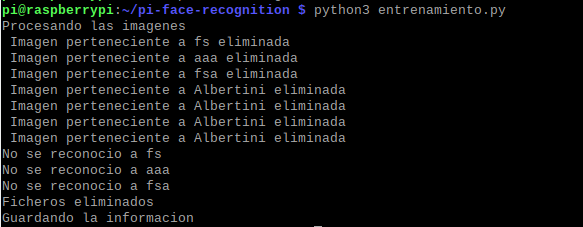 pi@raspberrypi:~/pi-face-recognition $ python3 entrenamiento.py
Procesando las imagenes
Imagen perteneciente a fs eliminada
Imagen perteneciente a aaa eliminada
Imagen perteneciente a fsa eliminada
Imagen perteneciente a Albertini eliminada
Imagen perteneciente a Albertini eliminada
Imagen perteneciente a Albertini eliminada
Imagen perteneciente a Albertini eliminada
No se reconocio a fs
No se reconocio a aaa
No se reconocio a fsa
Ficheros eliminados
Guardando la informacion